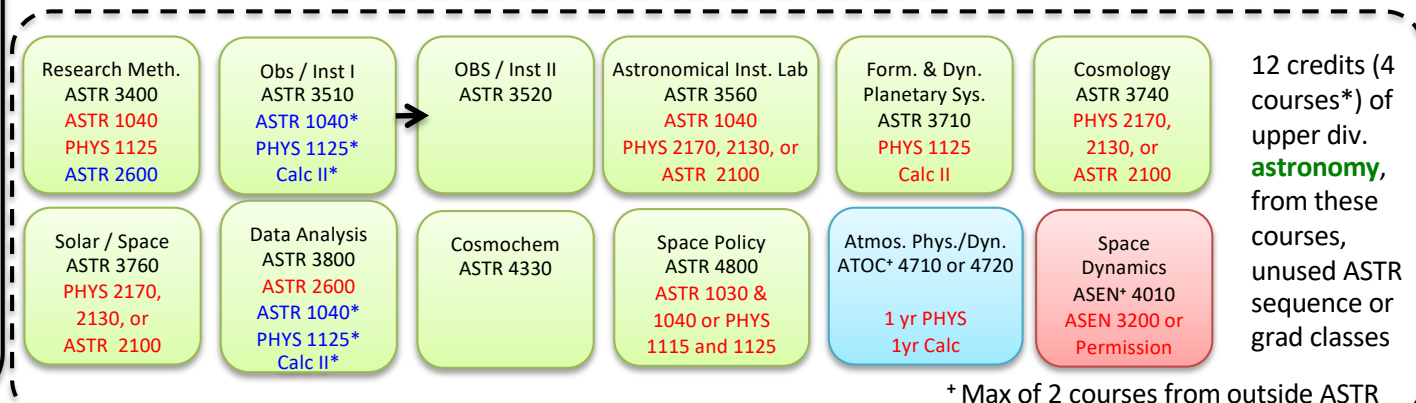 Research Meth.
ASTR 3400
ASTR 1040
PHYS 1125
ASTR 2600
Obs / Inst I
ASTR 3510
ASTR 1040*
PHYS 1125*
Calc II*
OBS / Inst II
ASTR 3520
Astronomical Inst. Lab
ASTR 3560
ASTR 1040
PHYS 2170, 2130, or
ASTR 2100
Form. & Dyn.
Planetary Sys.
ASTR 3710
PHYS 1125
Calc II
Cosmology
ASTR 3740
PHYS 2170,
2130, or
ASTR 2100
Solar / Space
ASTR 3760
PHYS 2170,
2130, or
ASTR 2100
Data Analysis
ASTR 3800
ASTR 2600
ASTR 1040*
PHYS 1125*
Calc II*
Cosmochem
ASTR 4330
Space Policy
ASTR 4800
ASTR 1030 &
1040 or PHYS
1115 and 1125
Atmos. Phys./Dyn.
ATOC⁺ 4710 or 4720
1 yr PHYS
1yr Calc
Space
Dynamics
ASEN⁺ 4010
ASEN 3200 or
Permission
12 credits (4
courses*) of
upper div.
astronomy,
from these
courses,
unused ASTR
sequence or
grad classes
⁺ Max of 2 courses from outside ASTR